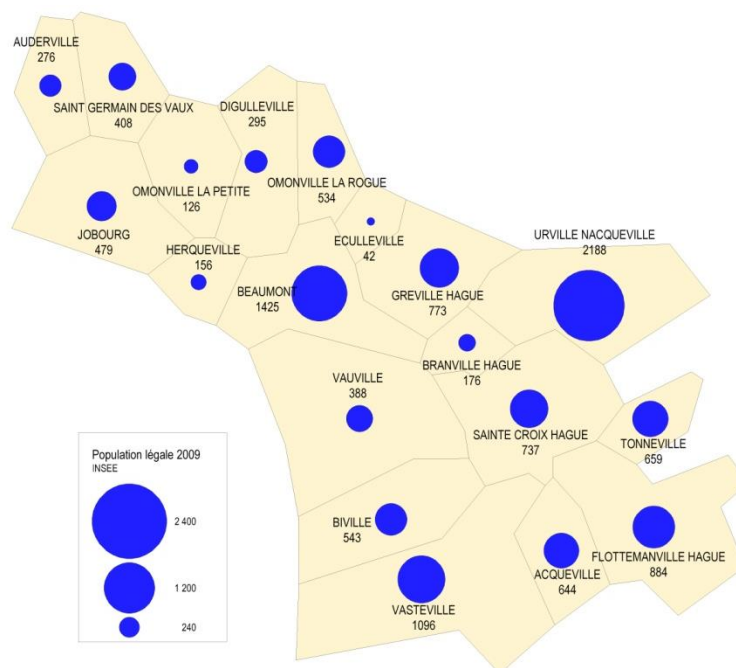 AUDERVILLE
276
SAINT GERMAIN DES VAUX
408
DIGULLEVILLE
295
OMONVILLE LA PETITE
126
OMONVILLE LA ROGUE
534
JOBOURG
479
HERQUEVILLE
156
ECULLEVILLE
42
URVILLE NACQUEVILLE
2188
BEAUMONT
1425
GREVILLE HAGUE
773
BRANVILLE HAGUE
176
VAUVILLE
388
SAINTE CROIX HAGUE
737
TONNEVILLE
659
BIVILLE
543
ACQUEVILLE
644
FLOTTEMANVILLE HAGUE
884
VASTEVILLE
1096
Population légale 2009
INSEE
2 400
1 200
240